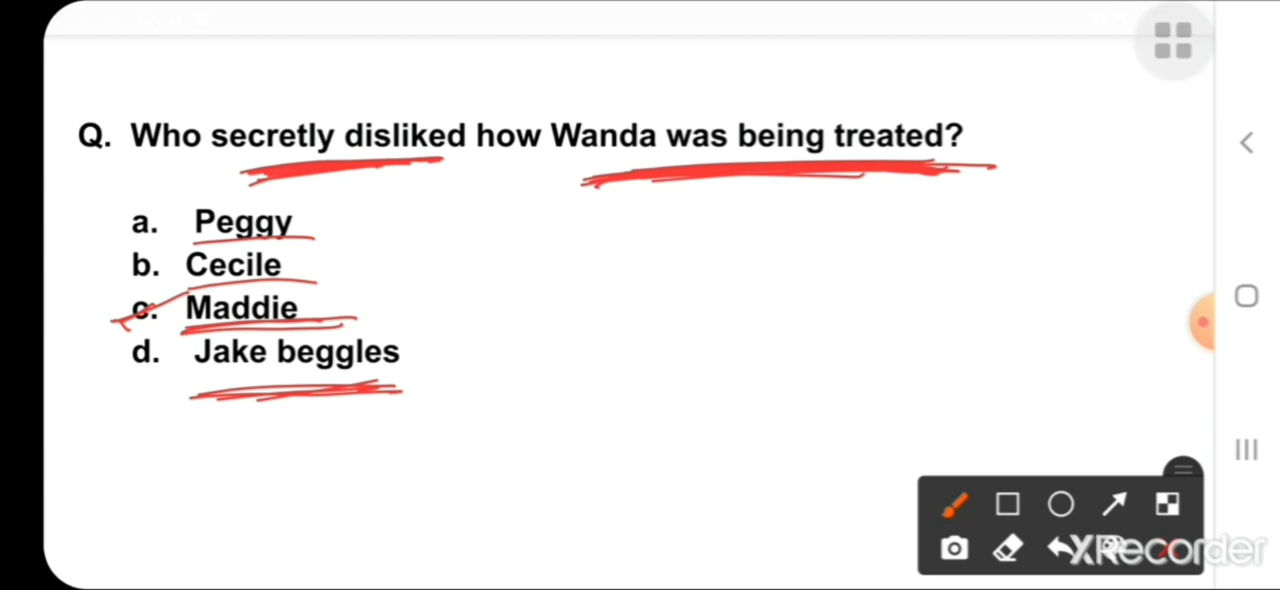 Q. Who secretly disliked how Wanda was being treated?
a. Peggy
b. Cecile
c. Maddie
d. Jake beggles
XRecorder